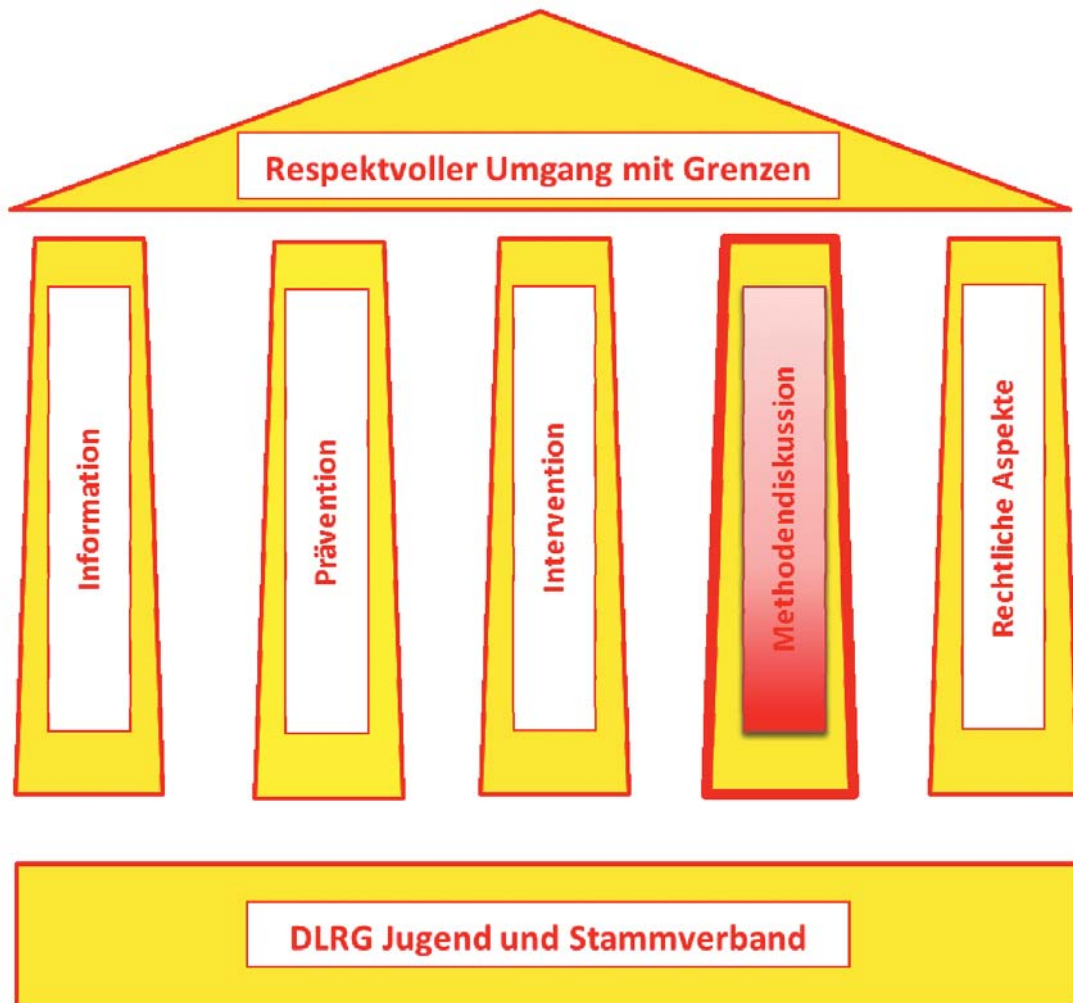 Respektvoller Umgang mit Grenzen
Information
Prävention
Intervention
Methodendiskussion
Rechtliche Aspekte
DLRG Jugend und Stammverband